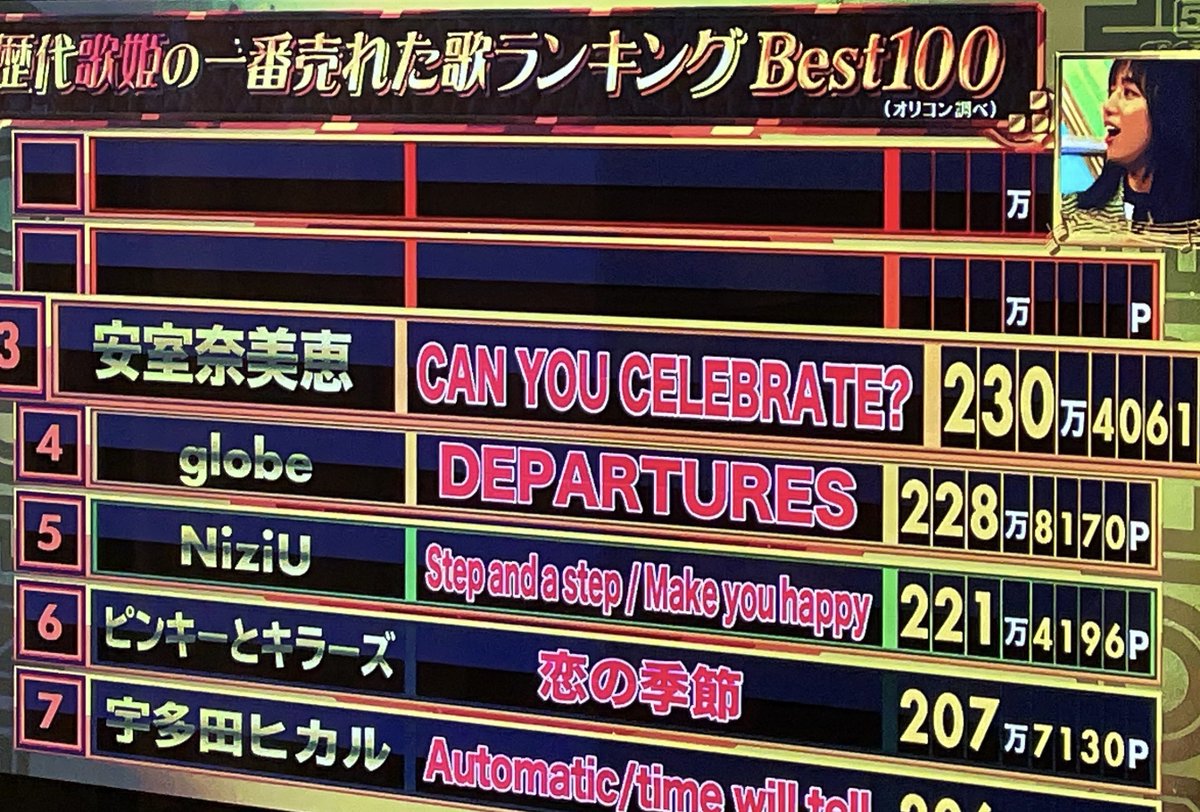 歴代歌姫の一番売れた歌ランキングBest100
(オリコン調べ)
万
万 P
3 安室奈美恵 CAN YOU CELEBRATE? 230万4061
4 globe DEPARTURES 228万8170P
5 NiziU Step and a step / Make you happy 221万4196P
6 ピンキーとキラーズ 恋の季節 207万7130P
7 宇多田ヒカル Automatic/time will tell